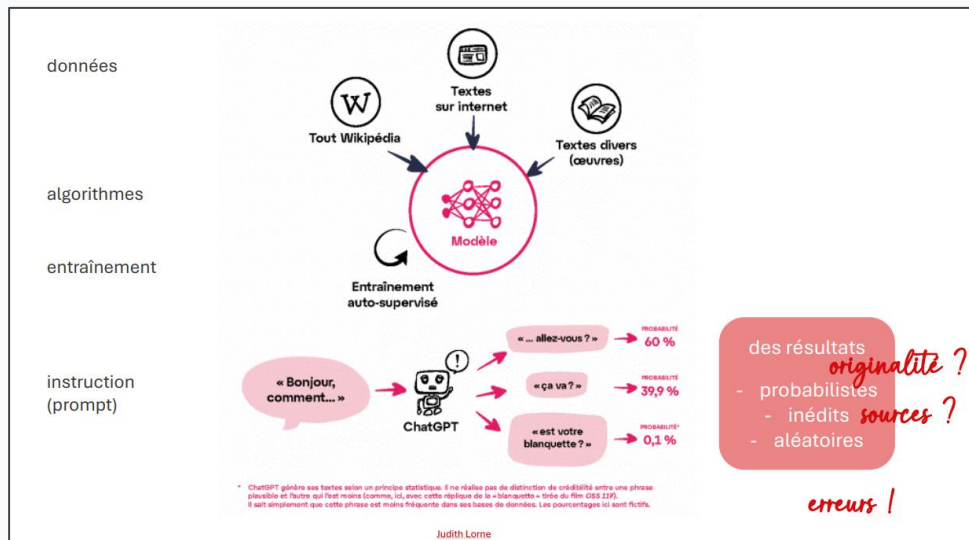 données
Textes
sur internet
Tout Wikipédia
Textes divers
(œuvres)
algorithmes
Modèle
entraînement
Entraînement
auto-supervisé
instruction
(prompt)
« Bonjour,
comment... »
ChatGPT
« ... allez-vous ? »
PROBABILITÉ
60 %
« ça va ? »
PROBABILITÉ
39,9 %
« est votre
blanquette ? »
PROBABILITÉ*
0,1 %
des résultats
originalité ?
- probabilistes
- inédits
sources ?
- aléatoires
erreurs !
* ChatGPT génère ses textes selon un principe statistique. Il ne réalise pas de distinction de crédibilité entre une phrase
plausible et l'autre qui l'est moins (comme, ici, avec cette réplique de la « blanquette » tirée du film OSS 117).
Il sait simplement que cette phrase est moins fréquente dans ses bases de données. Les pourcentages ici sont fictifs.
Judith Lorne